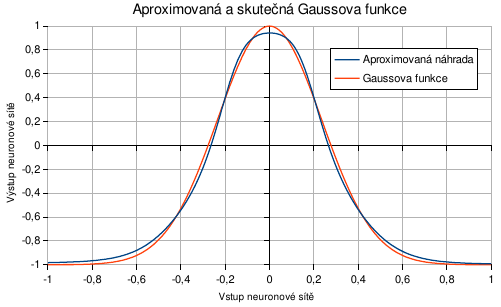 Aproximovaná a skutečná Gaussova funkce
1
0,8
0,6
0,4
0,2
0
-0,2
-0,4
-0,6
-0,8
-1
Výstup neuronové sítě
Aproximovaná náhrada
Gaussova funkce
-1 -0,8 -0,6 -0,4 -0,2 0 0,2 0,4 0,6 0,8 1
Vstup neuronové sítě